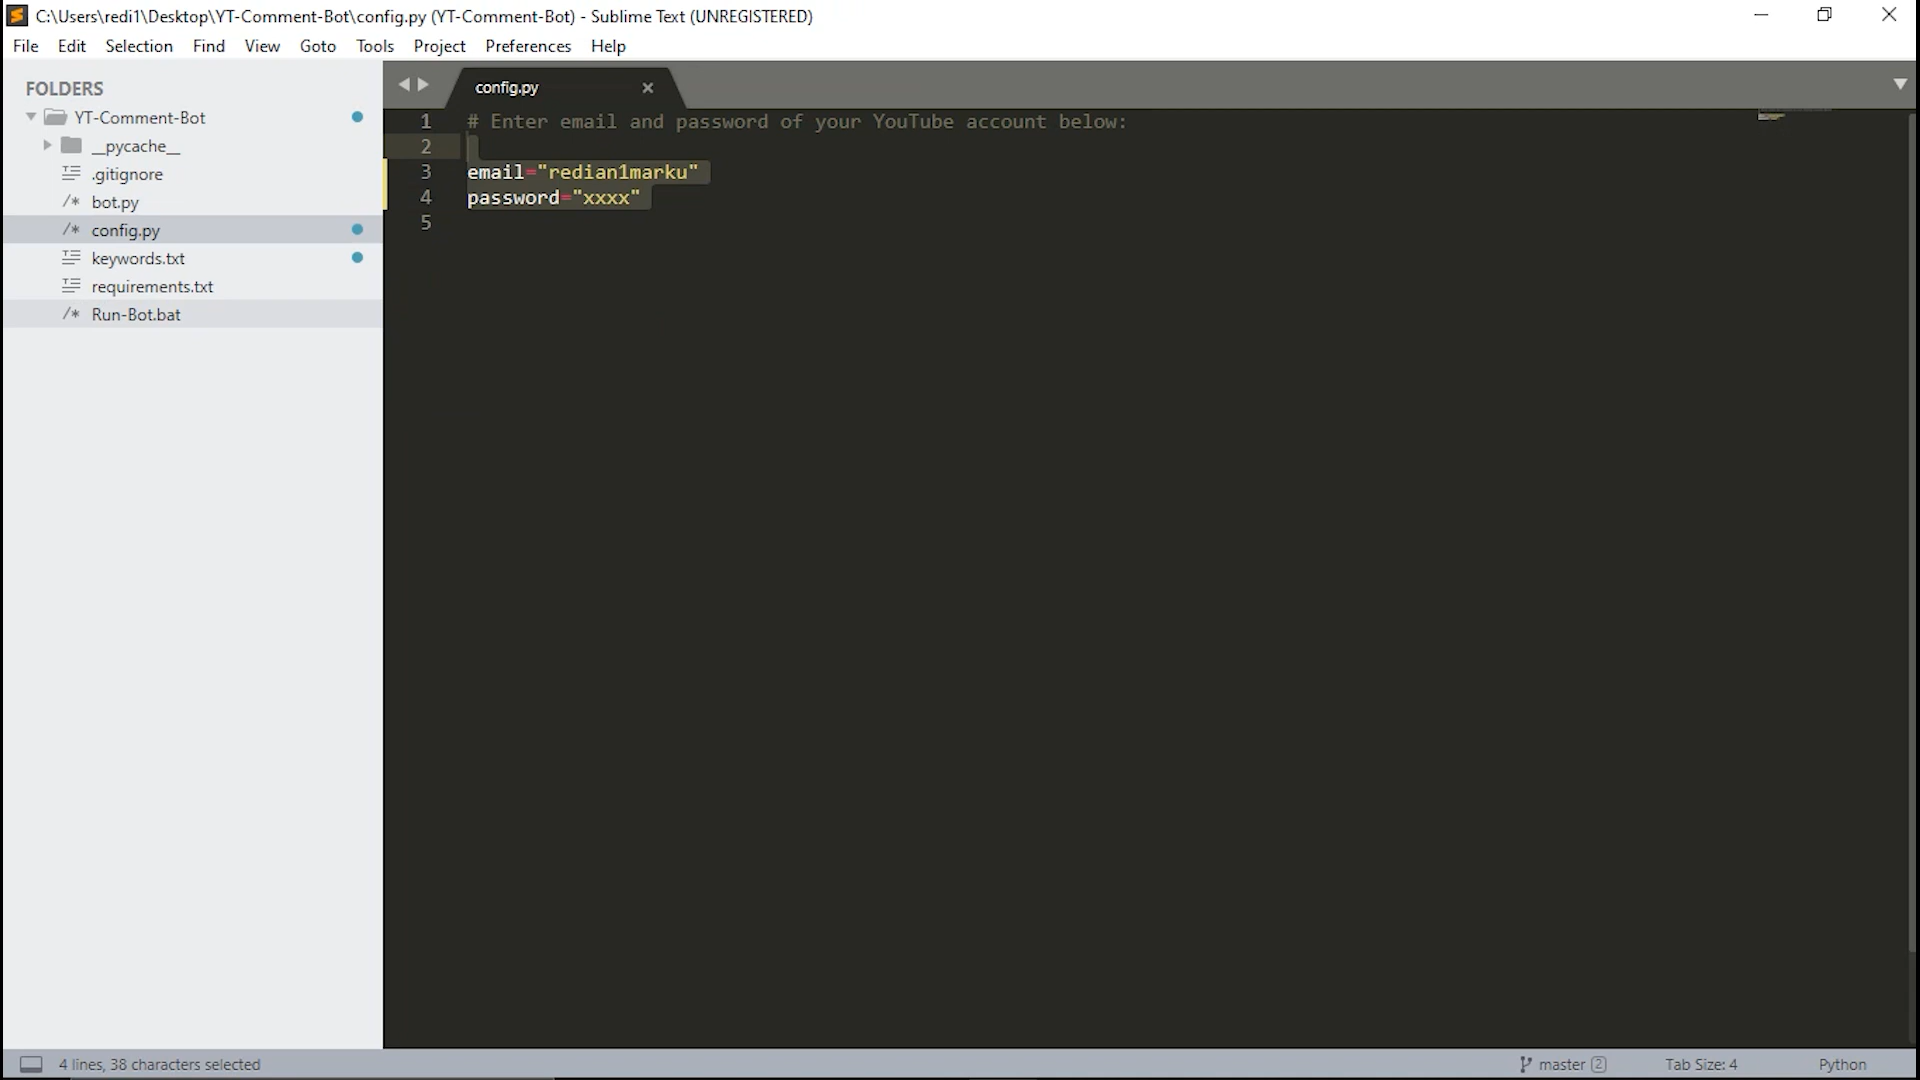 C:\Users\redi1\Desktop\YT-Comment-Bot\config.py (YT-Comment-Bot) - Sublime Text (UNREGISTERED)
File Edit Selection Find View Goto Tools Project Preferences Help
FOLDERS
YT-Comment-Bot
__pycache__
.gitignore
/* bot.py
/* config.py
keywords.txt
requirements.txt
/* Run-Bot.bat
config.py
1 # Enter email and password of your YouTube account below:
2
3 email="redian1marku"
4 password="xxxx"
5
4 lines, 38 characters selected
master 2
Tab Size: 4
Python